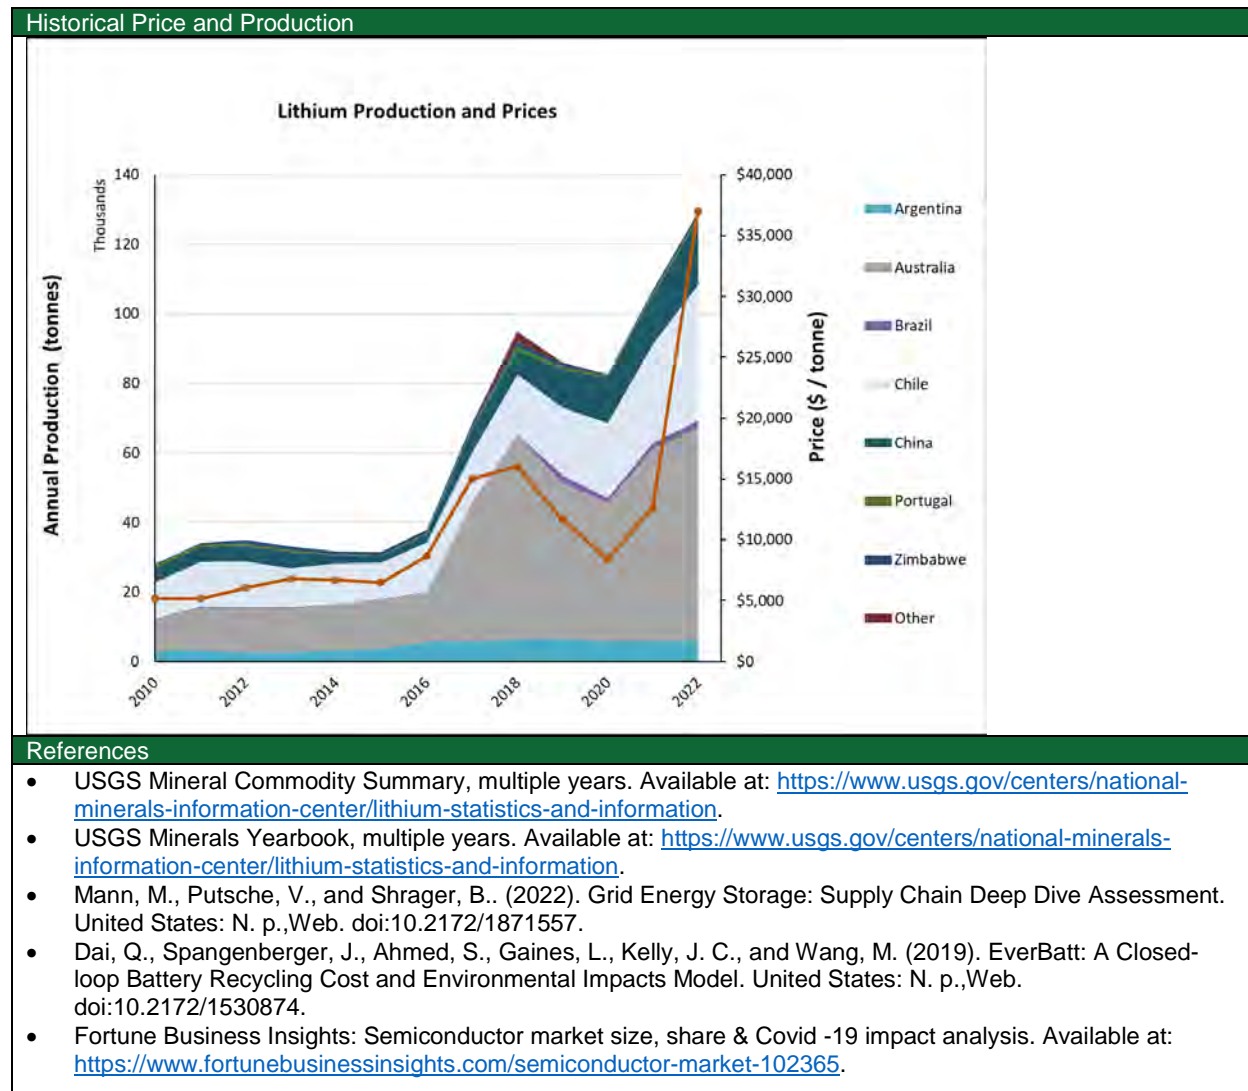 Historical Price and Production
Lithium Production and Prices
Thousands
Annual Production (tonnes)
140
120
100
80
60
40
20
0
$40,000
$35,000
$30,000
$25,000
$20,000
$15,000
$10,000
$5,000
$0
Price ($ / tonne)
2010
2012
2014
2016
2018
2020
2022
Argentina
Australia
Brazil
Chile
China
Portugal
Zimbabwe
Other
References
• USGS Mineral Commodity Summary, multiple years. Available at: https://www.usgs.gov/centers/national-
minerals-information-center/lithium-statistics-and-information.
• USGS Minerals Yearbook, multiple years. Available at: https://www.usgs.gov/centers/national-minerals-
information-center/lithium-statistics-and-information.
• Mann, M., Putsche, V., and Shrager, B.. (2022). Grid Energy Storage: Supply Chain Deep Dive Assessment.
United States: N. p.,Web. doi:10.2172/1871557.
• Dai, Q., Spangenberger, J., Ahmed, S., Gaines, L., Kelly, J. C., and Wang, M. (2019). EverBatt: A Closed-
loop Battery Recycling Cost and Environmental Impacts Model. United States: N. p.,Web.
doi:10.2172/1530874.
• Fortune Business Insights: Semiconductor market size, share & Covid -19 impact analysis. Available at:
https://www.fortunebusinessinsights.com/semiconductor-market-102365.